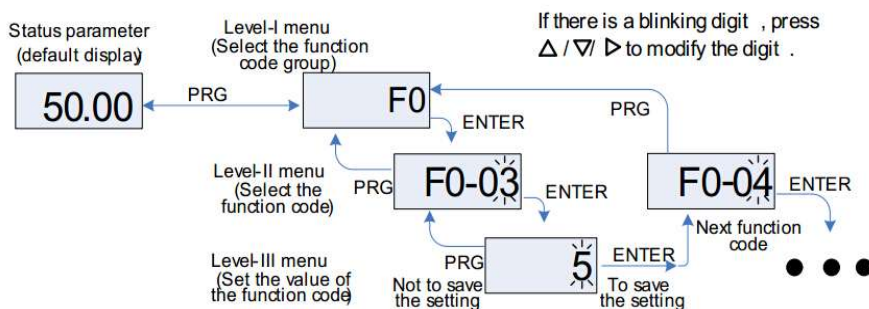 Status parameter
(default display)
50.00
PRG
Level-I menu
(Select the function
code group)
F0
ENTER
If there is a blinking digit , press
△ / ▽/ ▷ to modify the digit .
PRG
Level-II menu
(Select the
function code)
PRG
F0-03
ENTER
F0-04
ENTER
Next function
code
Level-III menu
(Set the value of
the function code)
PRG
Not to save
the setting
5
ENTER
To save
the setting